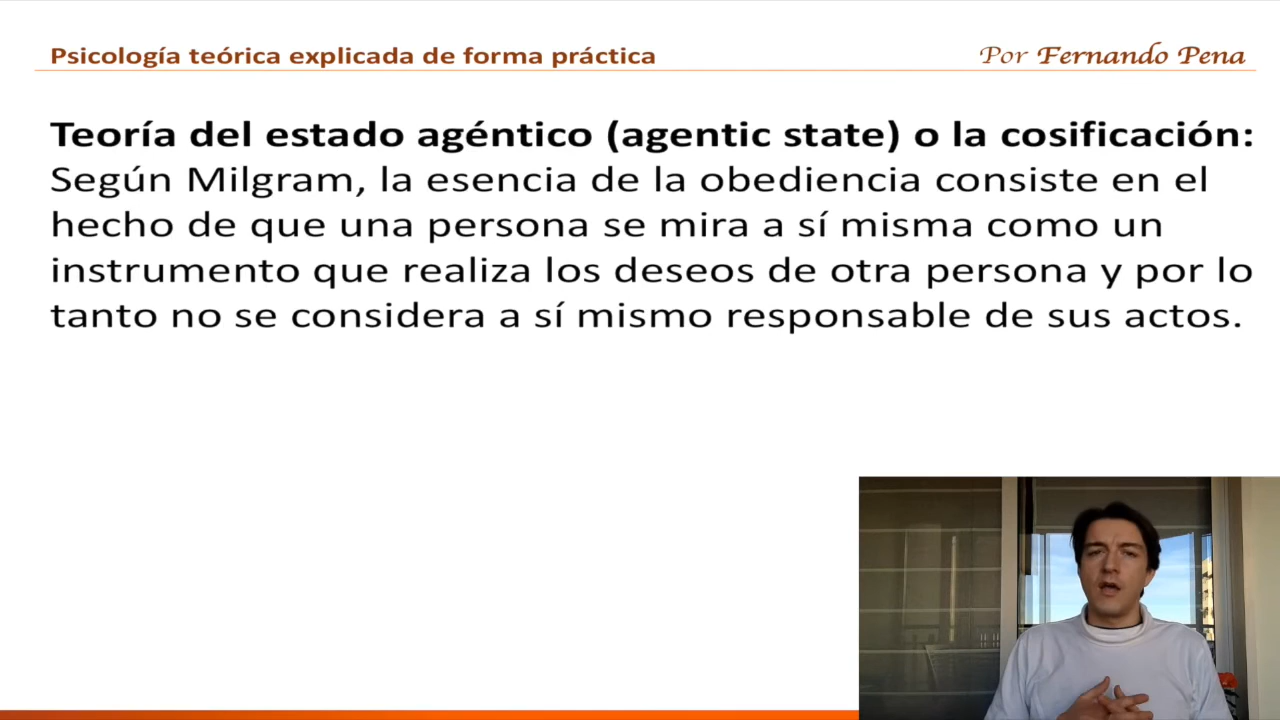 Psicología teórica explicada de forma práctica
Por Fernando Pena
Teoría del estado agéntico (agentic state) o la cosificación:
Según Milgram, la esencia de la obediencia consiste en el
hecho de que una persona se mira a sí misma como un
instrumento que realiza los deseos de otra persona y por lo
tanto no se considera a sí mismo responsable de sus actos.